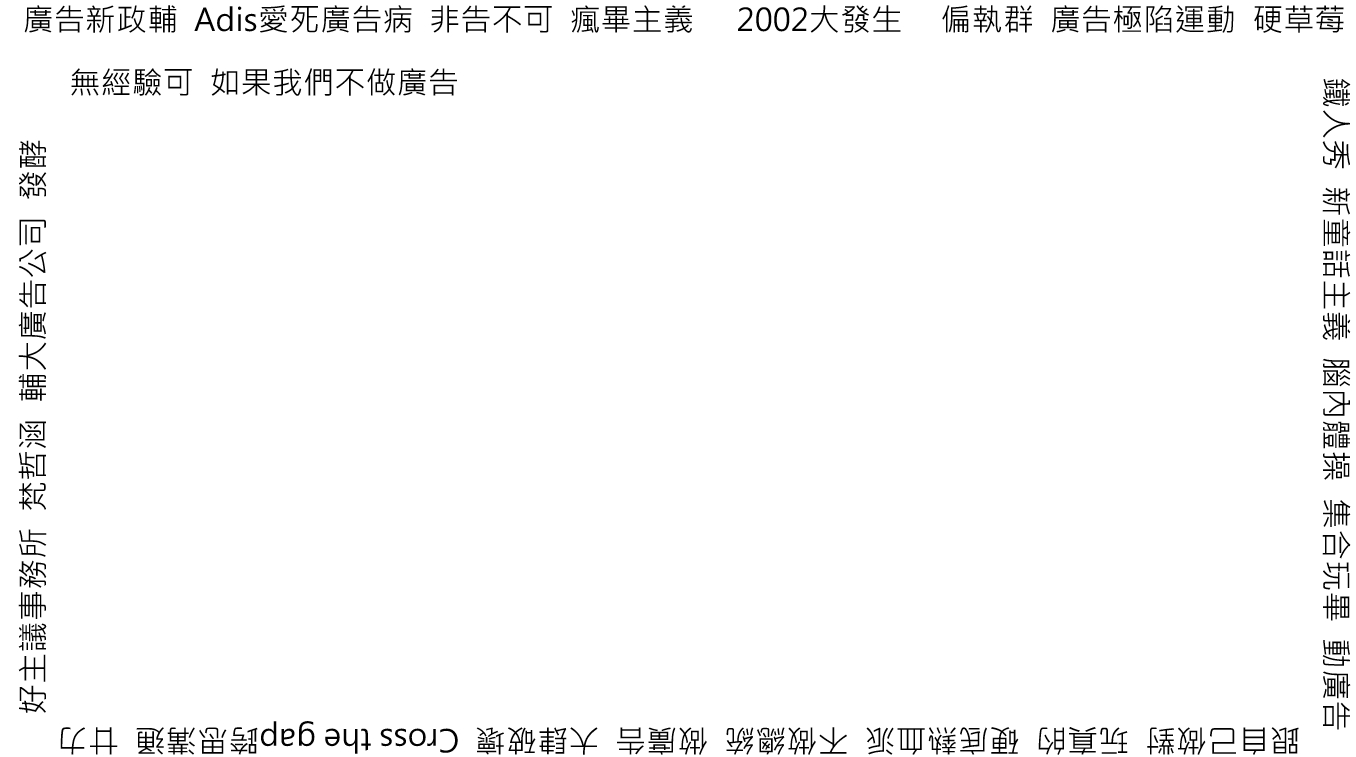 廣告新政輔 Adis愛死廣告病 非告不可 瘋畢主義 2002大發生 偏執群 廣告極陷運動 硬草莓
鐵人秀 新童話主義 腦內體操 集合玩畢 動廣告
跟自己做對 玩真的 硬底熱血派 不做總統 做廣告 大肆破壞 Cross the gap跨思溝通 廿力
好主議事務所 梵哲涵 輔大廣告公司 發酵
無經驗可 如果我們不做廣告